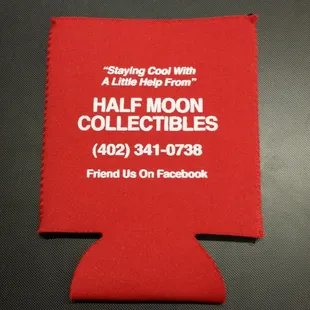 "Staying Cool With
A Little Help From"
HALF MOON
COLLECTIBLES
(402) 341-0738
Friend Us On Facebook